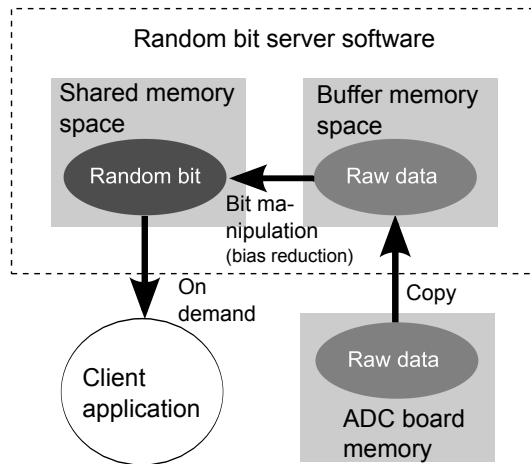 Random bit server software
Shared memory
space
Random bit
Buffer memory
space
Raw data
Bit ma-
nipulation
(bias reduction)
On
demand
Copy
Client
application
Raw data
ADC board
memory